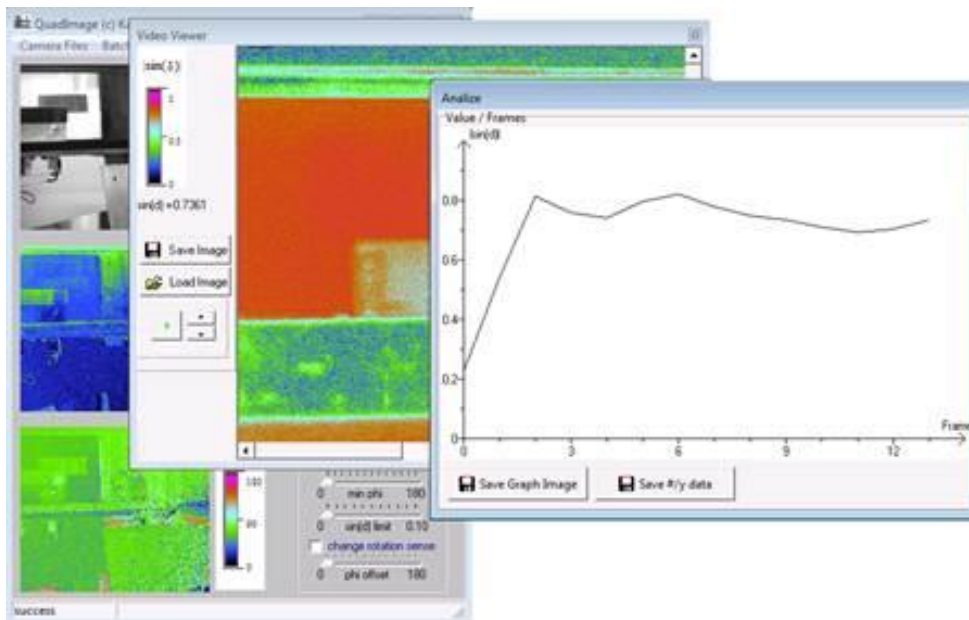 QuadImage (c) Ka
Camera Files Batch
Video Viewer
|sin(δ)|
1
0.5
0
sin(d) =0.7361
Save Image
Load Image
Analize
Value / Frames
|sin(d)|
0.8
0.6
0.4
0.2
0
3
6
9
12
Frame
Save Graph Image
Save #/y data
0 min phi 180
0 sin(d) limit 0.10
change rotation sense
0 phi offset 180
0
success